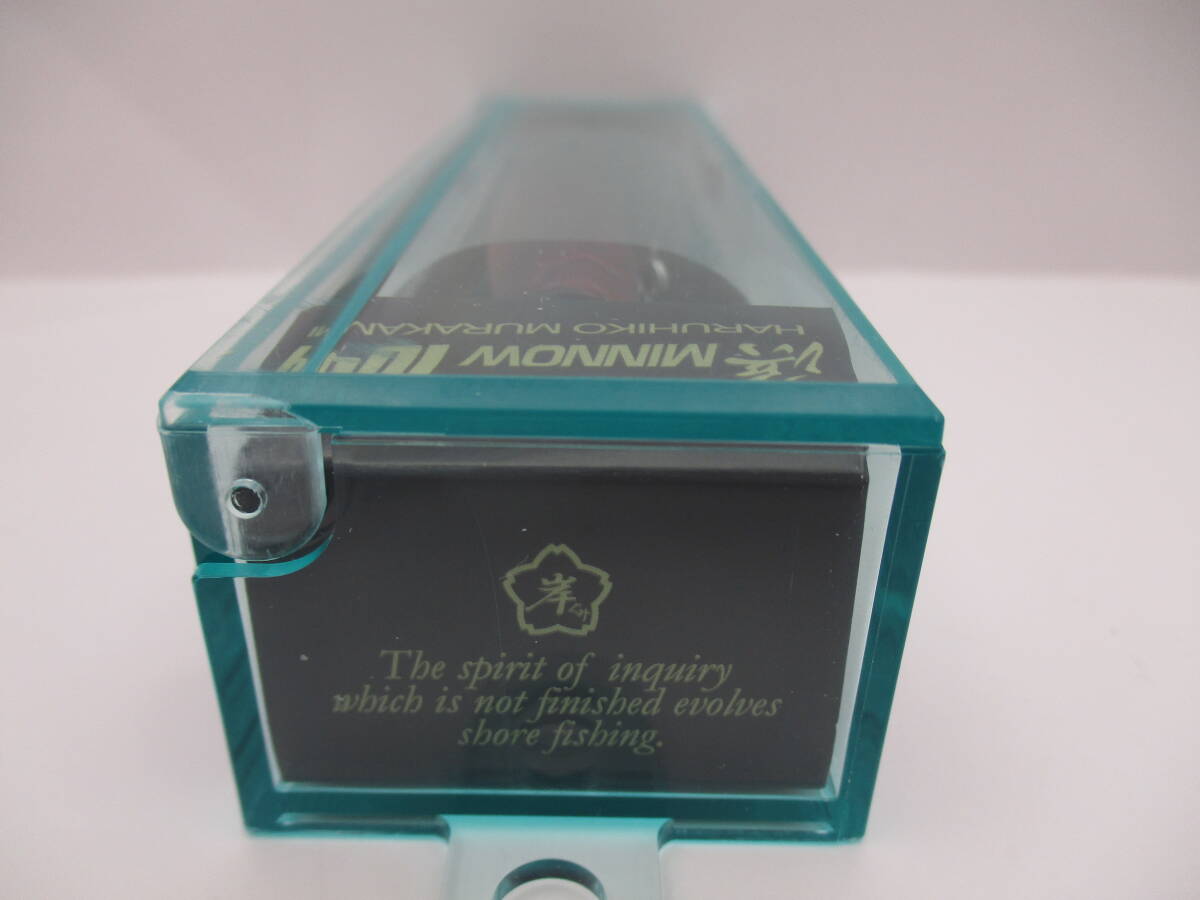 HARUHIKO MURAKAMI
MINNOW
岸
The spirit of inquiry
which is not finished evolves
shore fishing.